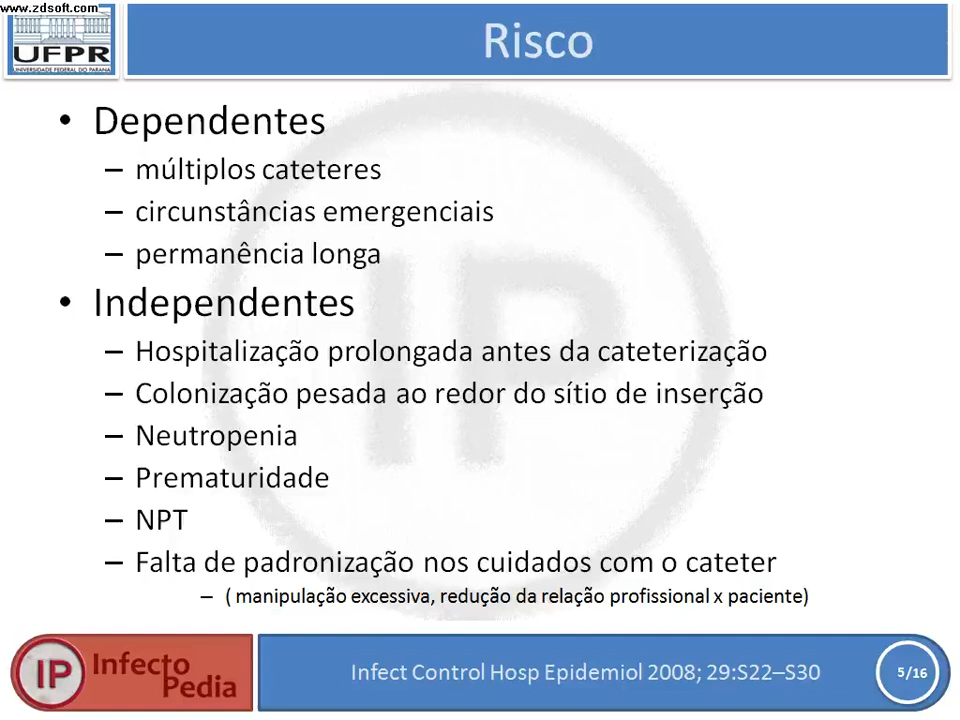 www.zdsoft.com
UFPR
UNIVERSIDADE FEDERAL DO PARANÁ
Risco
• Dependentes
– múltiplos cateteres
– circunstâncias emergenciais
– permanência longa
• Independentes
– Hospitalização prolongada antes da cateterização
– Colonização pesada ao redor do sítio de inserção
– Neutropenia
– Prematuridade
– NPT
– Falta de padronização nos cuidados com o cateter
– ( manipulação excessiva, redução da relação profissional x paciente)
IP
IP
Infecto
Pedia
Infect Control Hosp Epidemiol 2008; 29:S22–S30
5/16